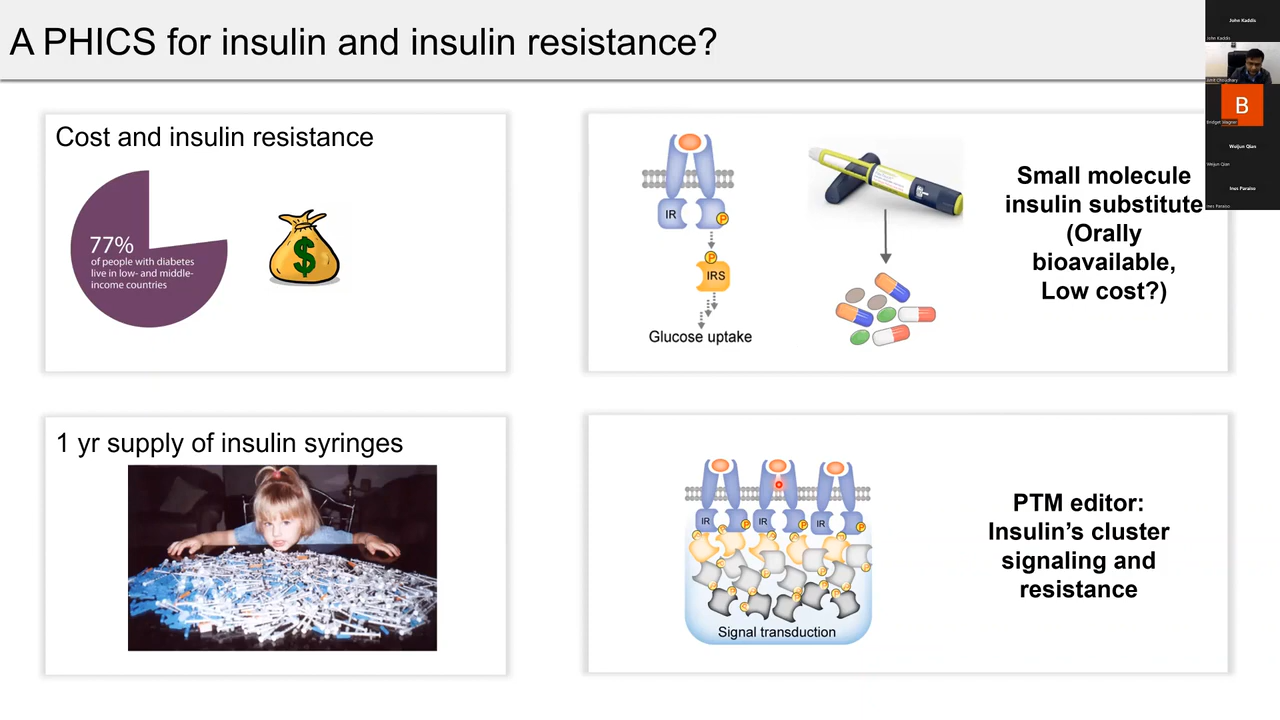 A PHICS for insulin and insulin resistance?
Cost and insulin resistance
77%
of people with diabetes
live in low- and middle-
income countries
$
IR
P
P
IRS
Glucose uptake
Small molecule
insulin substitute
(Orally
bioavailable,
Low cost?)
1 yr supply of insulin syringes
IR
P
IR
P
IR
P
Signal transduction
PTM editor:
Insulin's cluster
signaling and
resistance
John Kaddis
John Kaddis
Amit Choudhary
B
Bridget Wagner
Weijun Qian
Weijun Qian
Ines Paraiso
Ines Paraiso